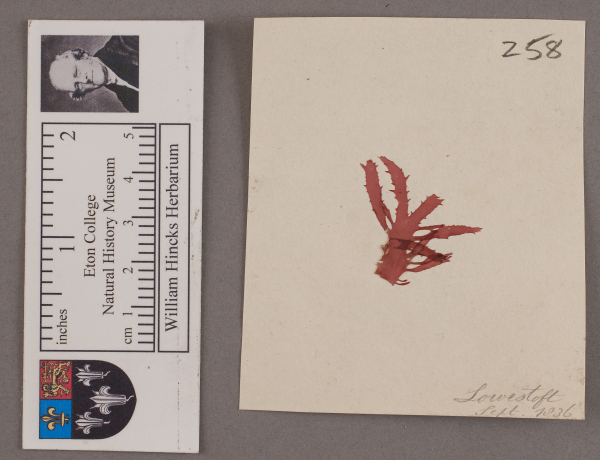 2
1
inches
Eton College
Natural History Museum
cm 1 2 3 4 5
William Hincks Herbarium
258
Lowestoft
Sept. 1836